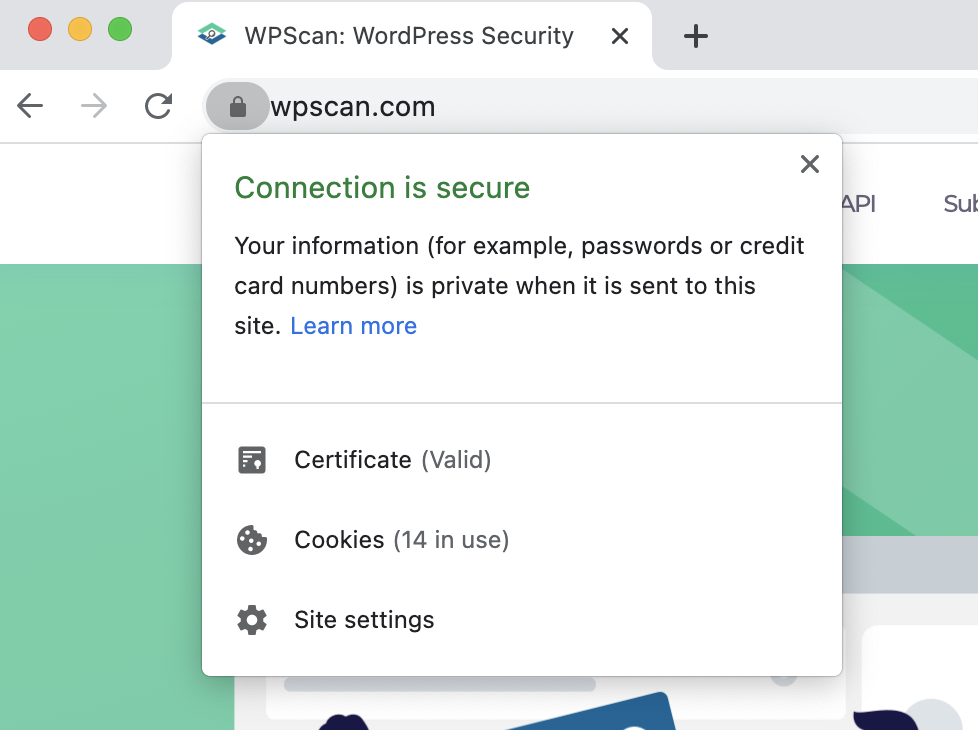 WPScan: WordPress Security
wpscan.com
Connection is secure
API
Sub
Your information (for example, passwords or credit
card numbers) is private when it is sent to this
site. Learn more
Certificate (Valid)
Cookies (14 in use)
Site settings